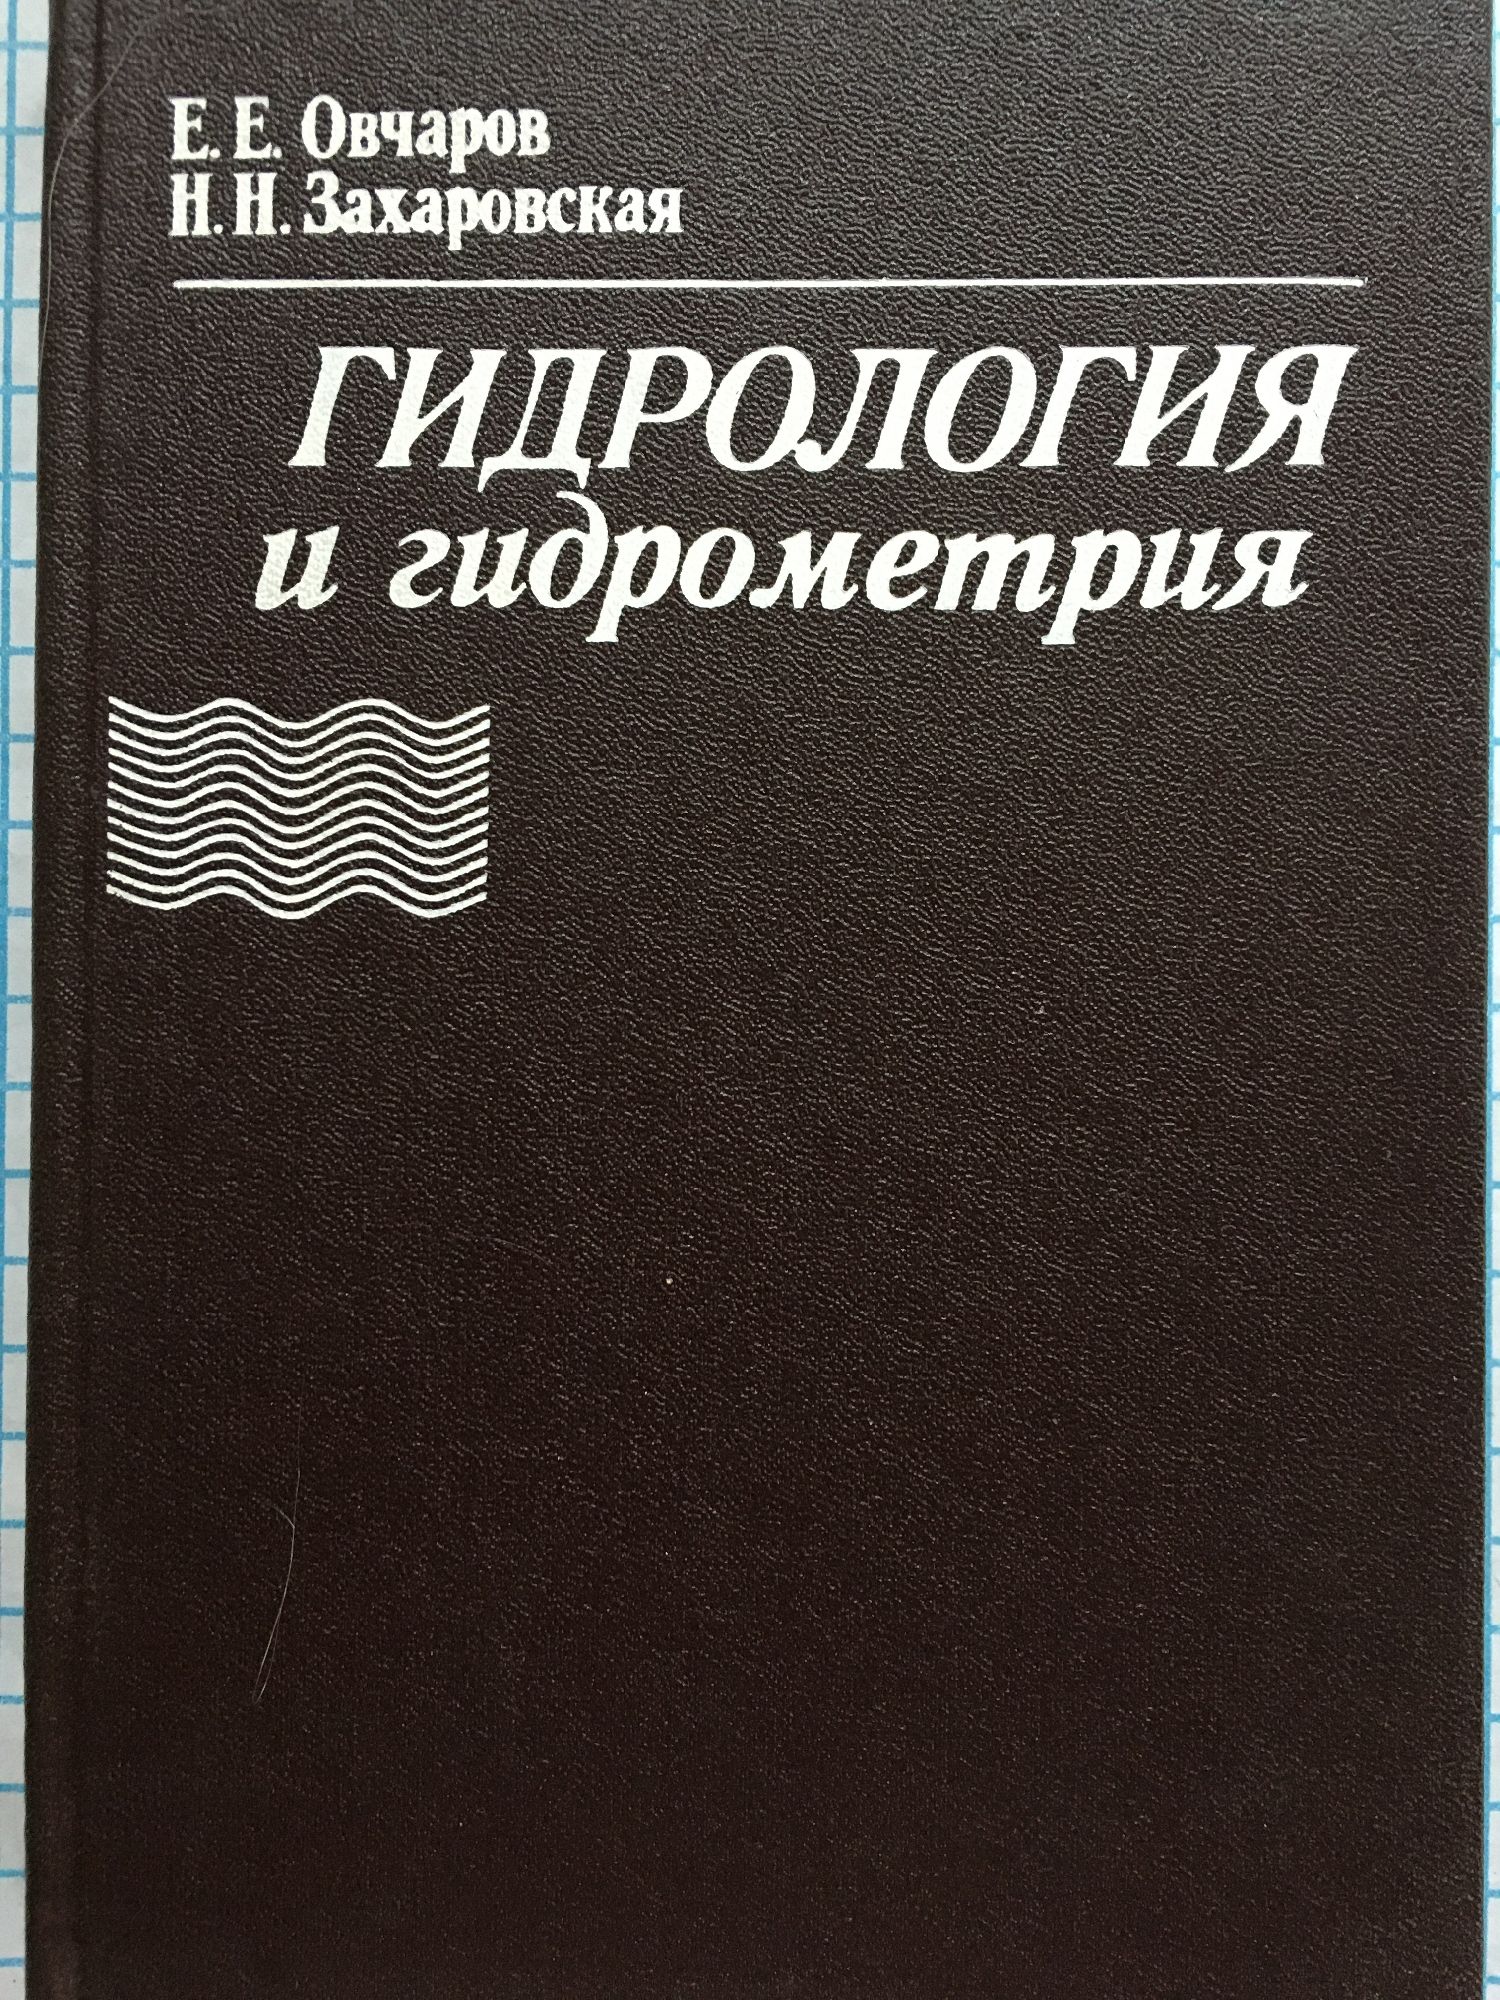 Е. Е. Овчаров
Н. Н. Захаровская
ГИДРОЛОГИЯ
и гидрометрия